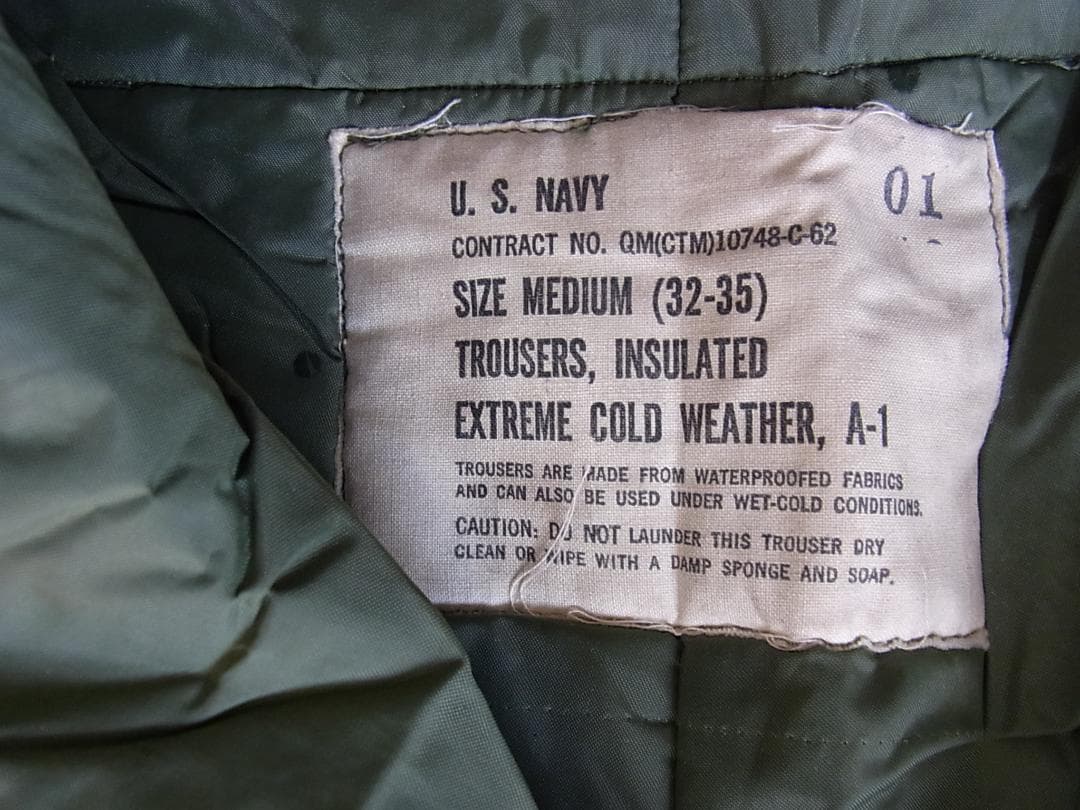 U. S. NAVY 01
CONTRACT NO. QM(CTM)10748-C-62
SIZE MEDIUM (32-35)
TROUSERS, INSULATED
EXTREME COLD WEATHER, A-1
TROUSERS ARE MADE FROM WATERPROOFED FABRICS
AND CAN ALSO BE USED UNDER WET-COLD CONDITIONS.
CAUTION: DO NOT LAUNDER THIS TROUSER DRY
CLEAN OR WIPE WITH A DAMP SPONGE AND SOAP.